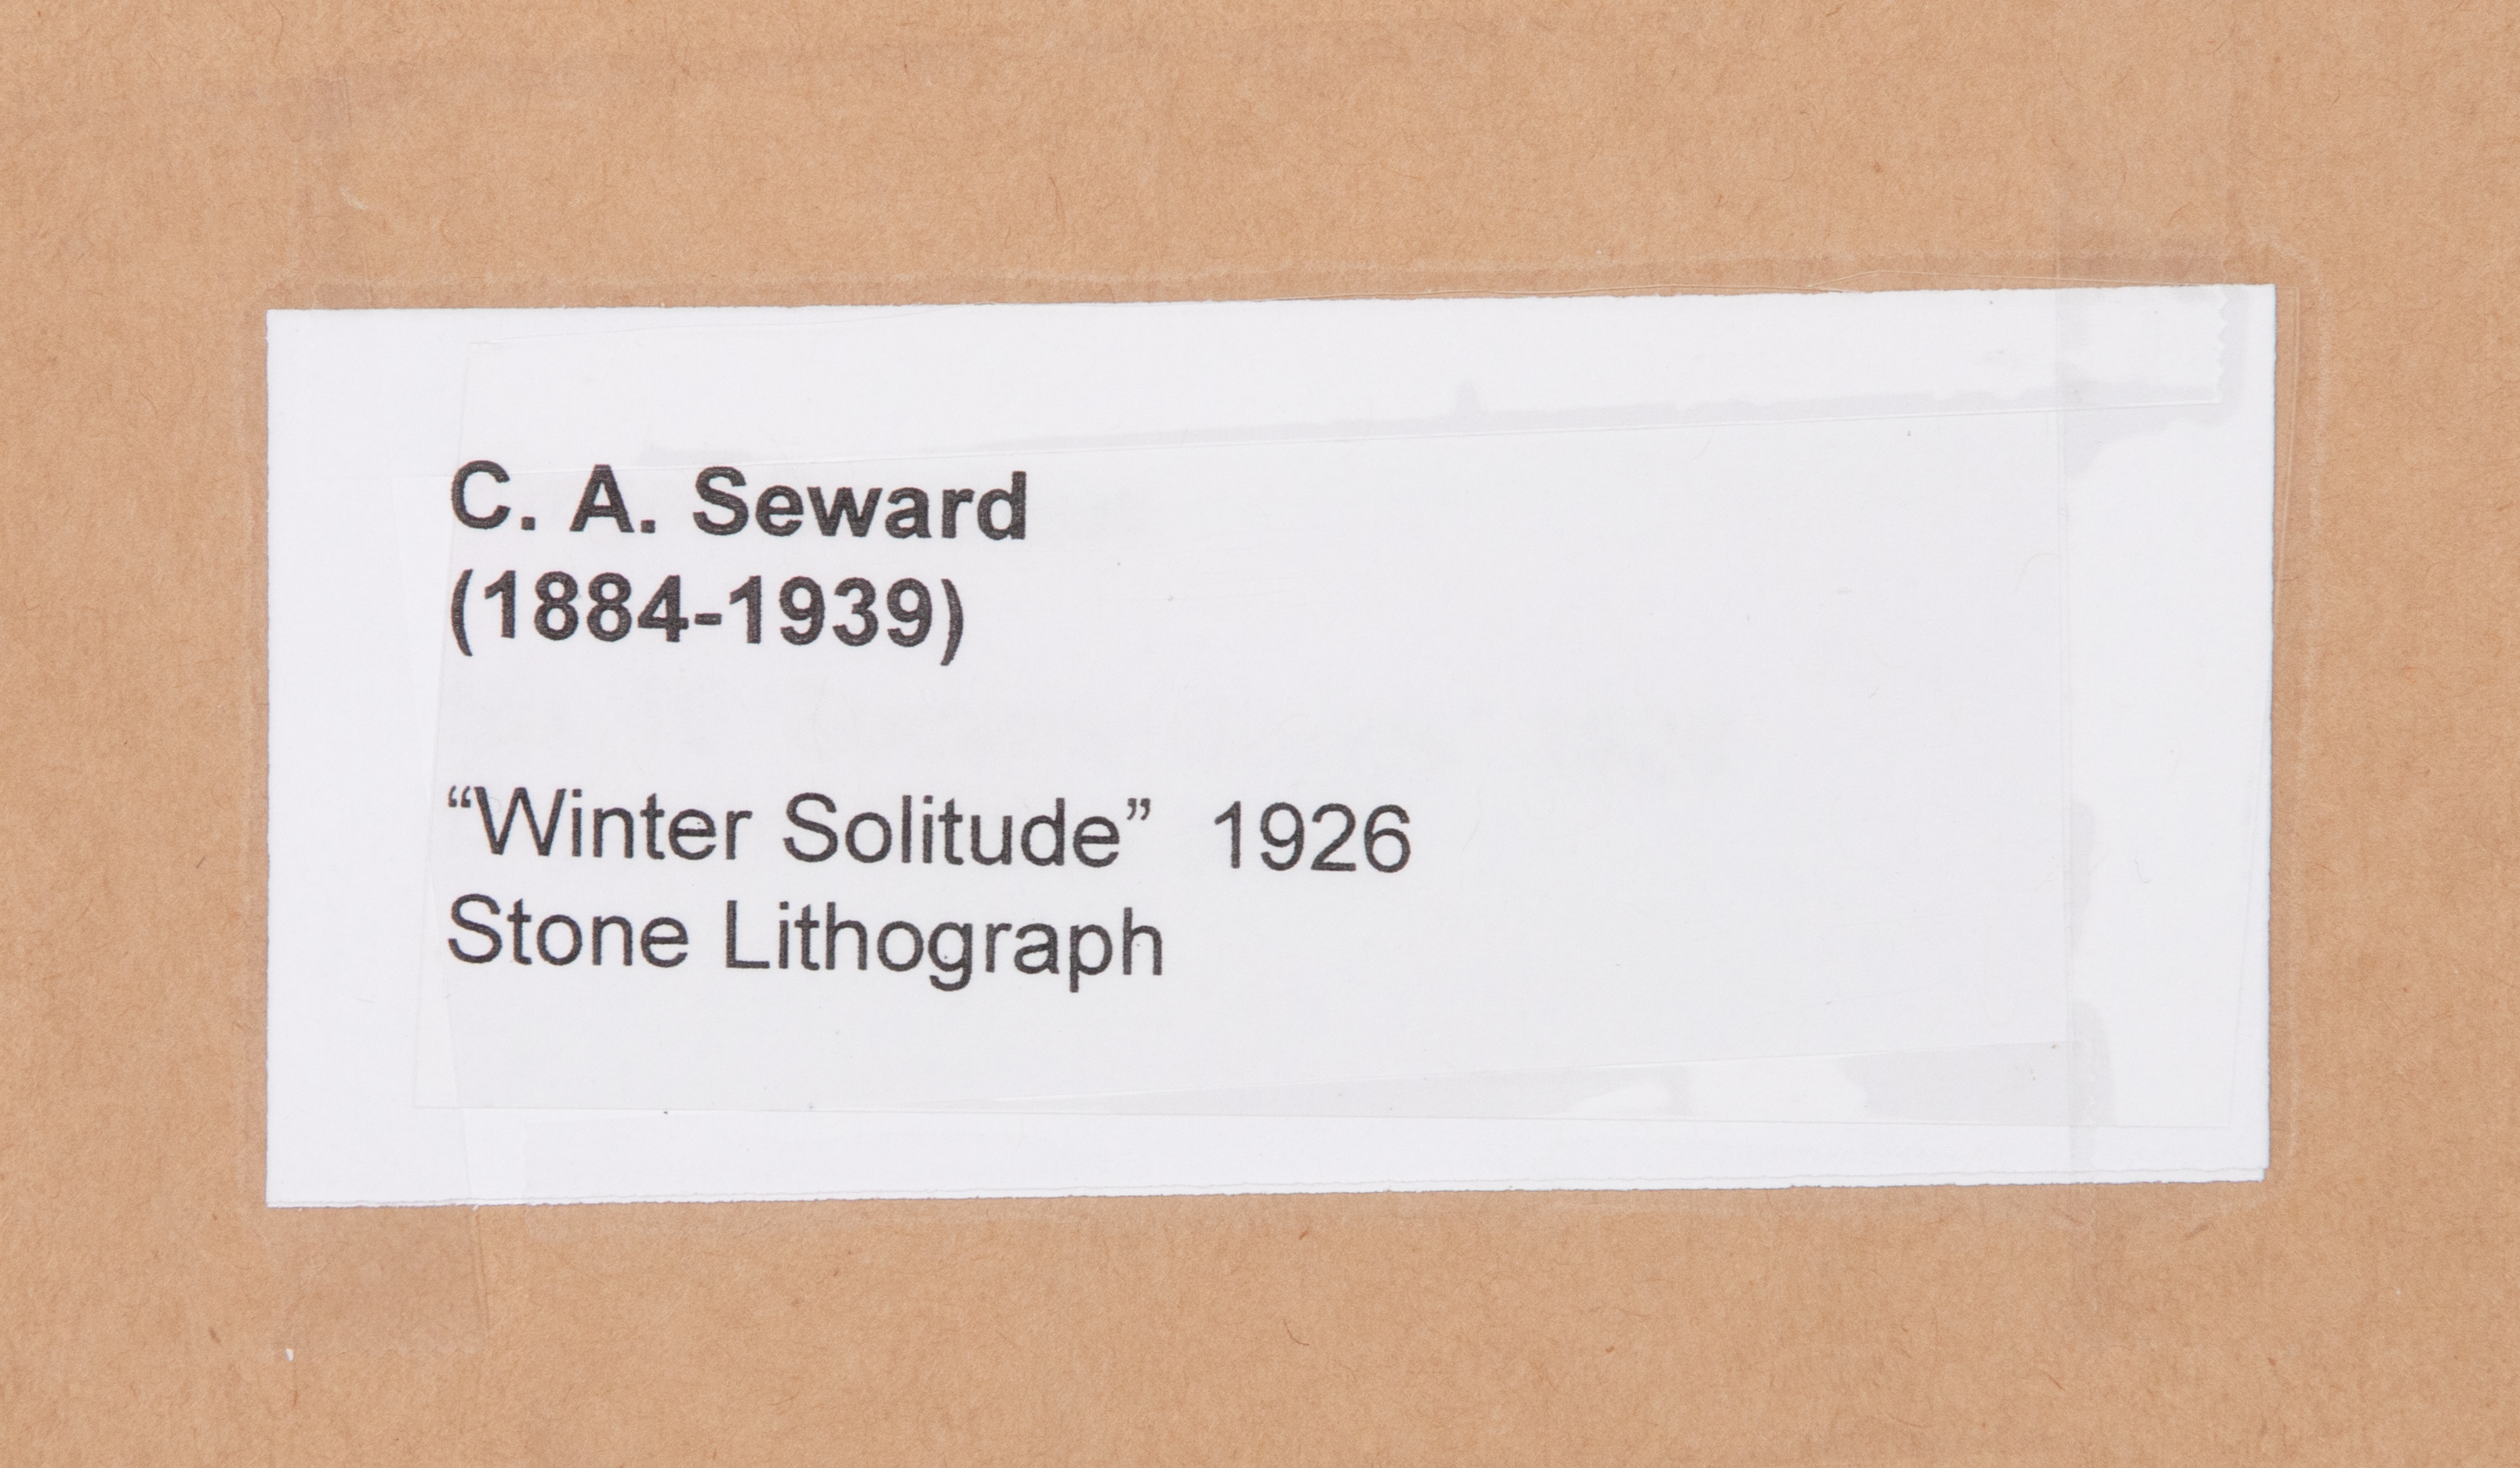 C. A. Seward
(1884-1939)
“Winter Solitude”  1926
Stone Lithograph